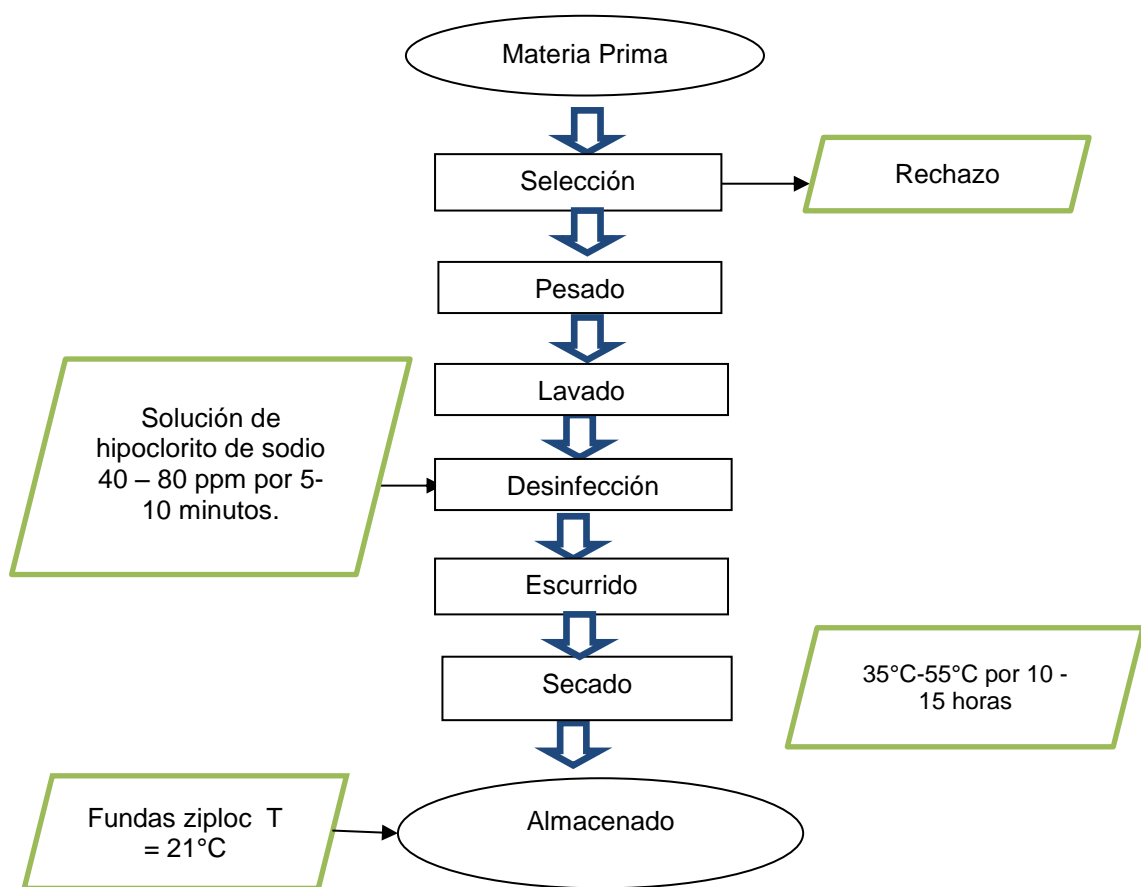 Materia Prima
Selección
Rechazo
Pesado
Lavado
Solución de
hipoclorito de sodio
40 – 80 ppm por 5-
10 minutos.
Desinfección
Escurrido
Secado
35°C-55°C por 10 -
15 horas
Fundas ziploc T
= 21°C
Almacenado